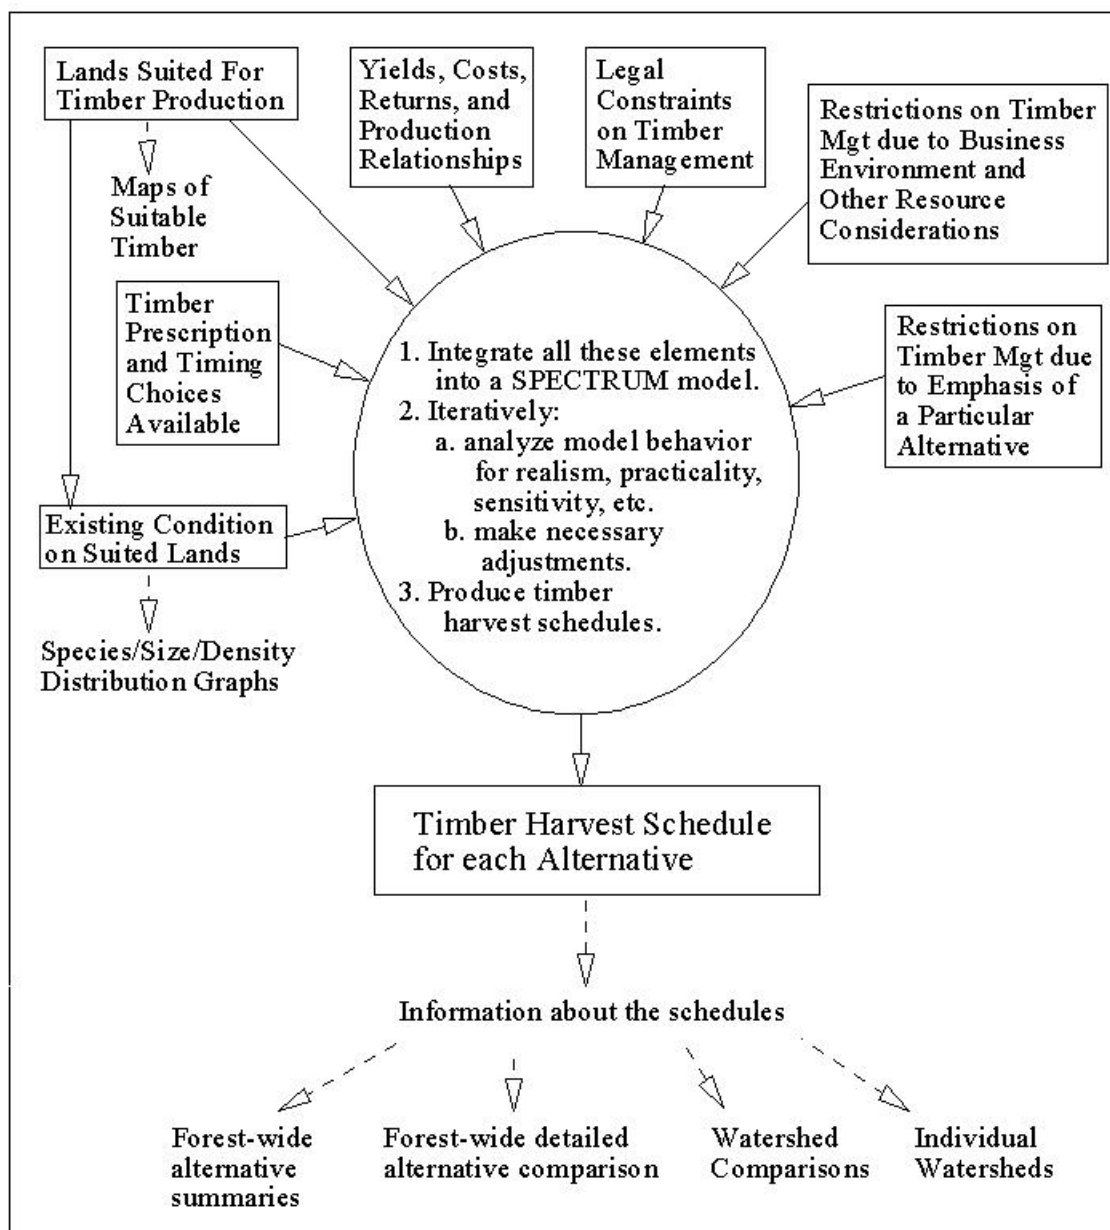 Lands Suited For
Timber Production
Yields, Costs,
Returns, and
Production
Relationships
Legal
Constraints
on Timber
Management
Restrictions on Timber
Mgt due to Business
Environment and
Other Resource
Considerations
Maps of
Suitable
Timber
Timber
Prescription
and Timing
Choices
Available
Restrictions on
Timber Mgt due
to Emphasis of
a Particular
Alternative
1. Integrate all these elements
into a SPECTRUM model.
2. Iteratively:
a. analyze model behavior
for realism, practicality,
sensitivity, etc.
b. make necessary
adjustments.
3. Produce timber
harvest schedules.
Existing Condition
on Suited Lands
Species/Size/Density
Distribution Graphs
Timber Harvest Schedule
for each Alternative
Information about the schedules
Forest-wide
alternative
summaries
Forest-wide detailed
alternative comparison
Watershed
Comparisons
Individual
Watersheds